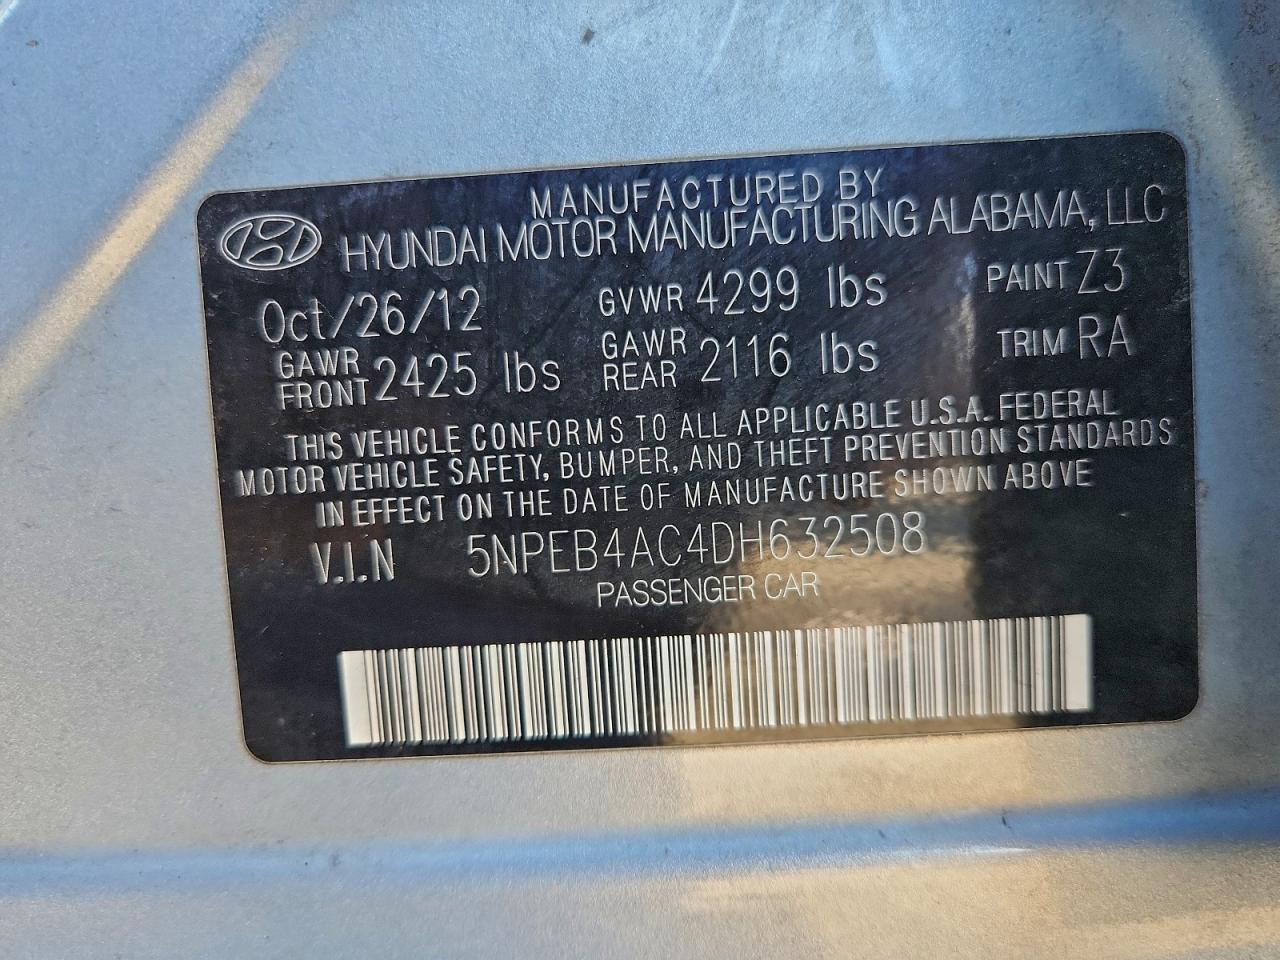 MANUFACTURED BY
HYUNDAI MOTOR MANUFACTURING ALABAMA, LLC
Oct/26/12 GVWR 4299 lbs PAINT Z3
GAWR FRONT 2425 lbs GAWR REAR 2116 lbs TRIM RA
THIS VEHICLE CONFORMS TO ALL APPLICABLE U.S.A. FEDERAL
MOTOR VEHICLE SAFETY, BUMPER, AND THEFT PREVENTION STANDARDS
IN EFFECT ON THE DATE OF MANUFACTURE SHOWN ABOVE
V.I.N 5NPEB4AC4DH632508
PASSENGER CAR